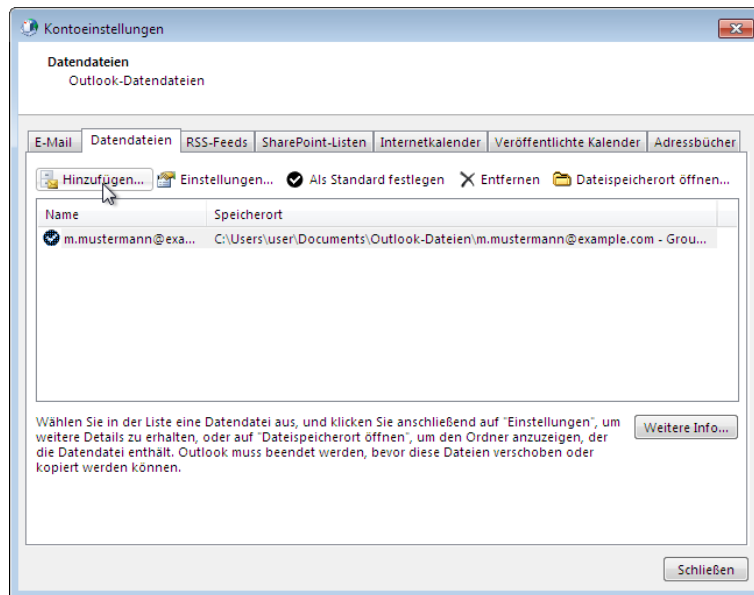 Kontoeinstellungen
Datendateien
Outlook-Datendateien
E-Mail Datendateien RSS-Feeds SharePoint-Listen Internetkalender Veröffentlichte Kalender Adressbücher
Hinzufügen... Einstellungen... Als Standard festlegen Entfernen Dateispeicherort öffnen...
Name Speicherort
m.mustermann@exa... C:\Users\user\Documents\Outlook-Dateien\m.mustermann@example.com - Grou...
Wählen Sie in der Liste eine Datendatei aus, und klicken Sie anschließend auf "Einstellungen", um
weitere Details zu erhalten, oder auf "Dateispeicherort öffnen", um den Ordner anzuzeigen, der
die Datendatei enthält. Outlook muss beendet werden, bevor diese Dateien verschoben oder
kopiert werden können.
Weitere Info...
Schließen